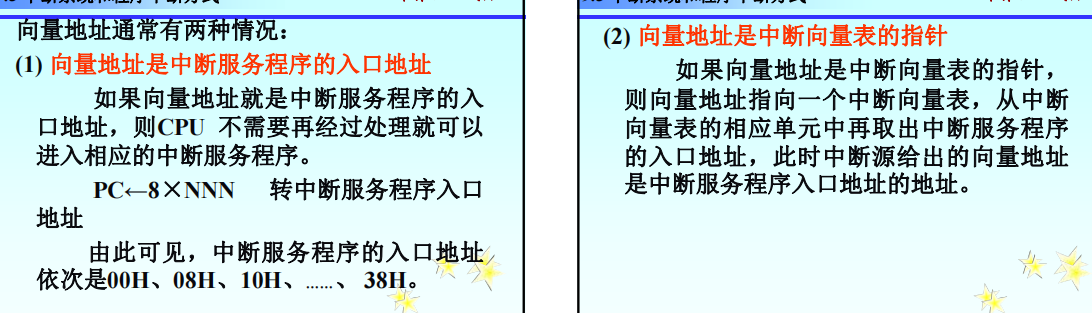 向量地址通常有两种情况：
(1) 向量地址是中断服务程序的入口地址
如果向量地址就是中断服务程序的入
口地址，则CPU 不需要再经过处理就可以
进入相应的中断服务程序。
PC←8×NNN 转中断服务程序入口
地址
由此可见，中断服务程序的入口地址
依次是00H、08H、10H、……、 38H。
(2) 向量地址是中断向量表的指针
如果向量地址是中断向量表的指针，
则向量地址指向一个中断向量表，从中断
向量表的相应单元中再取出中断服务程序
的入口地址，此时中断源给出的向量地址
是中断服务程序入口地址的地址。